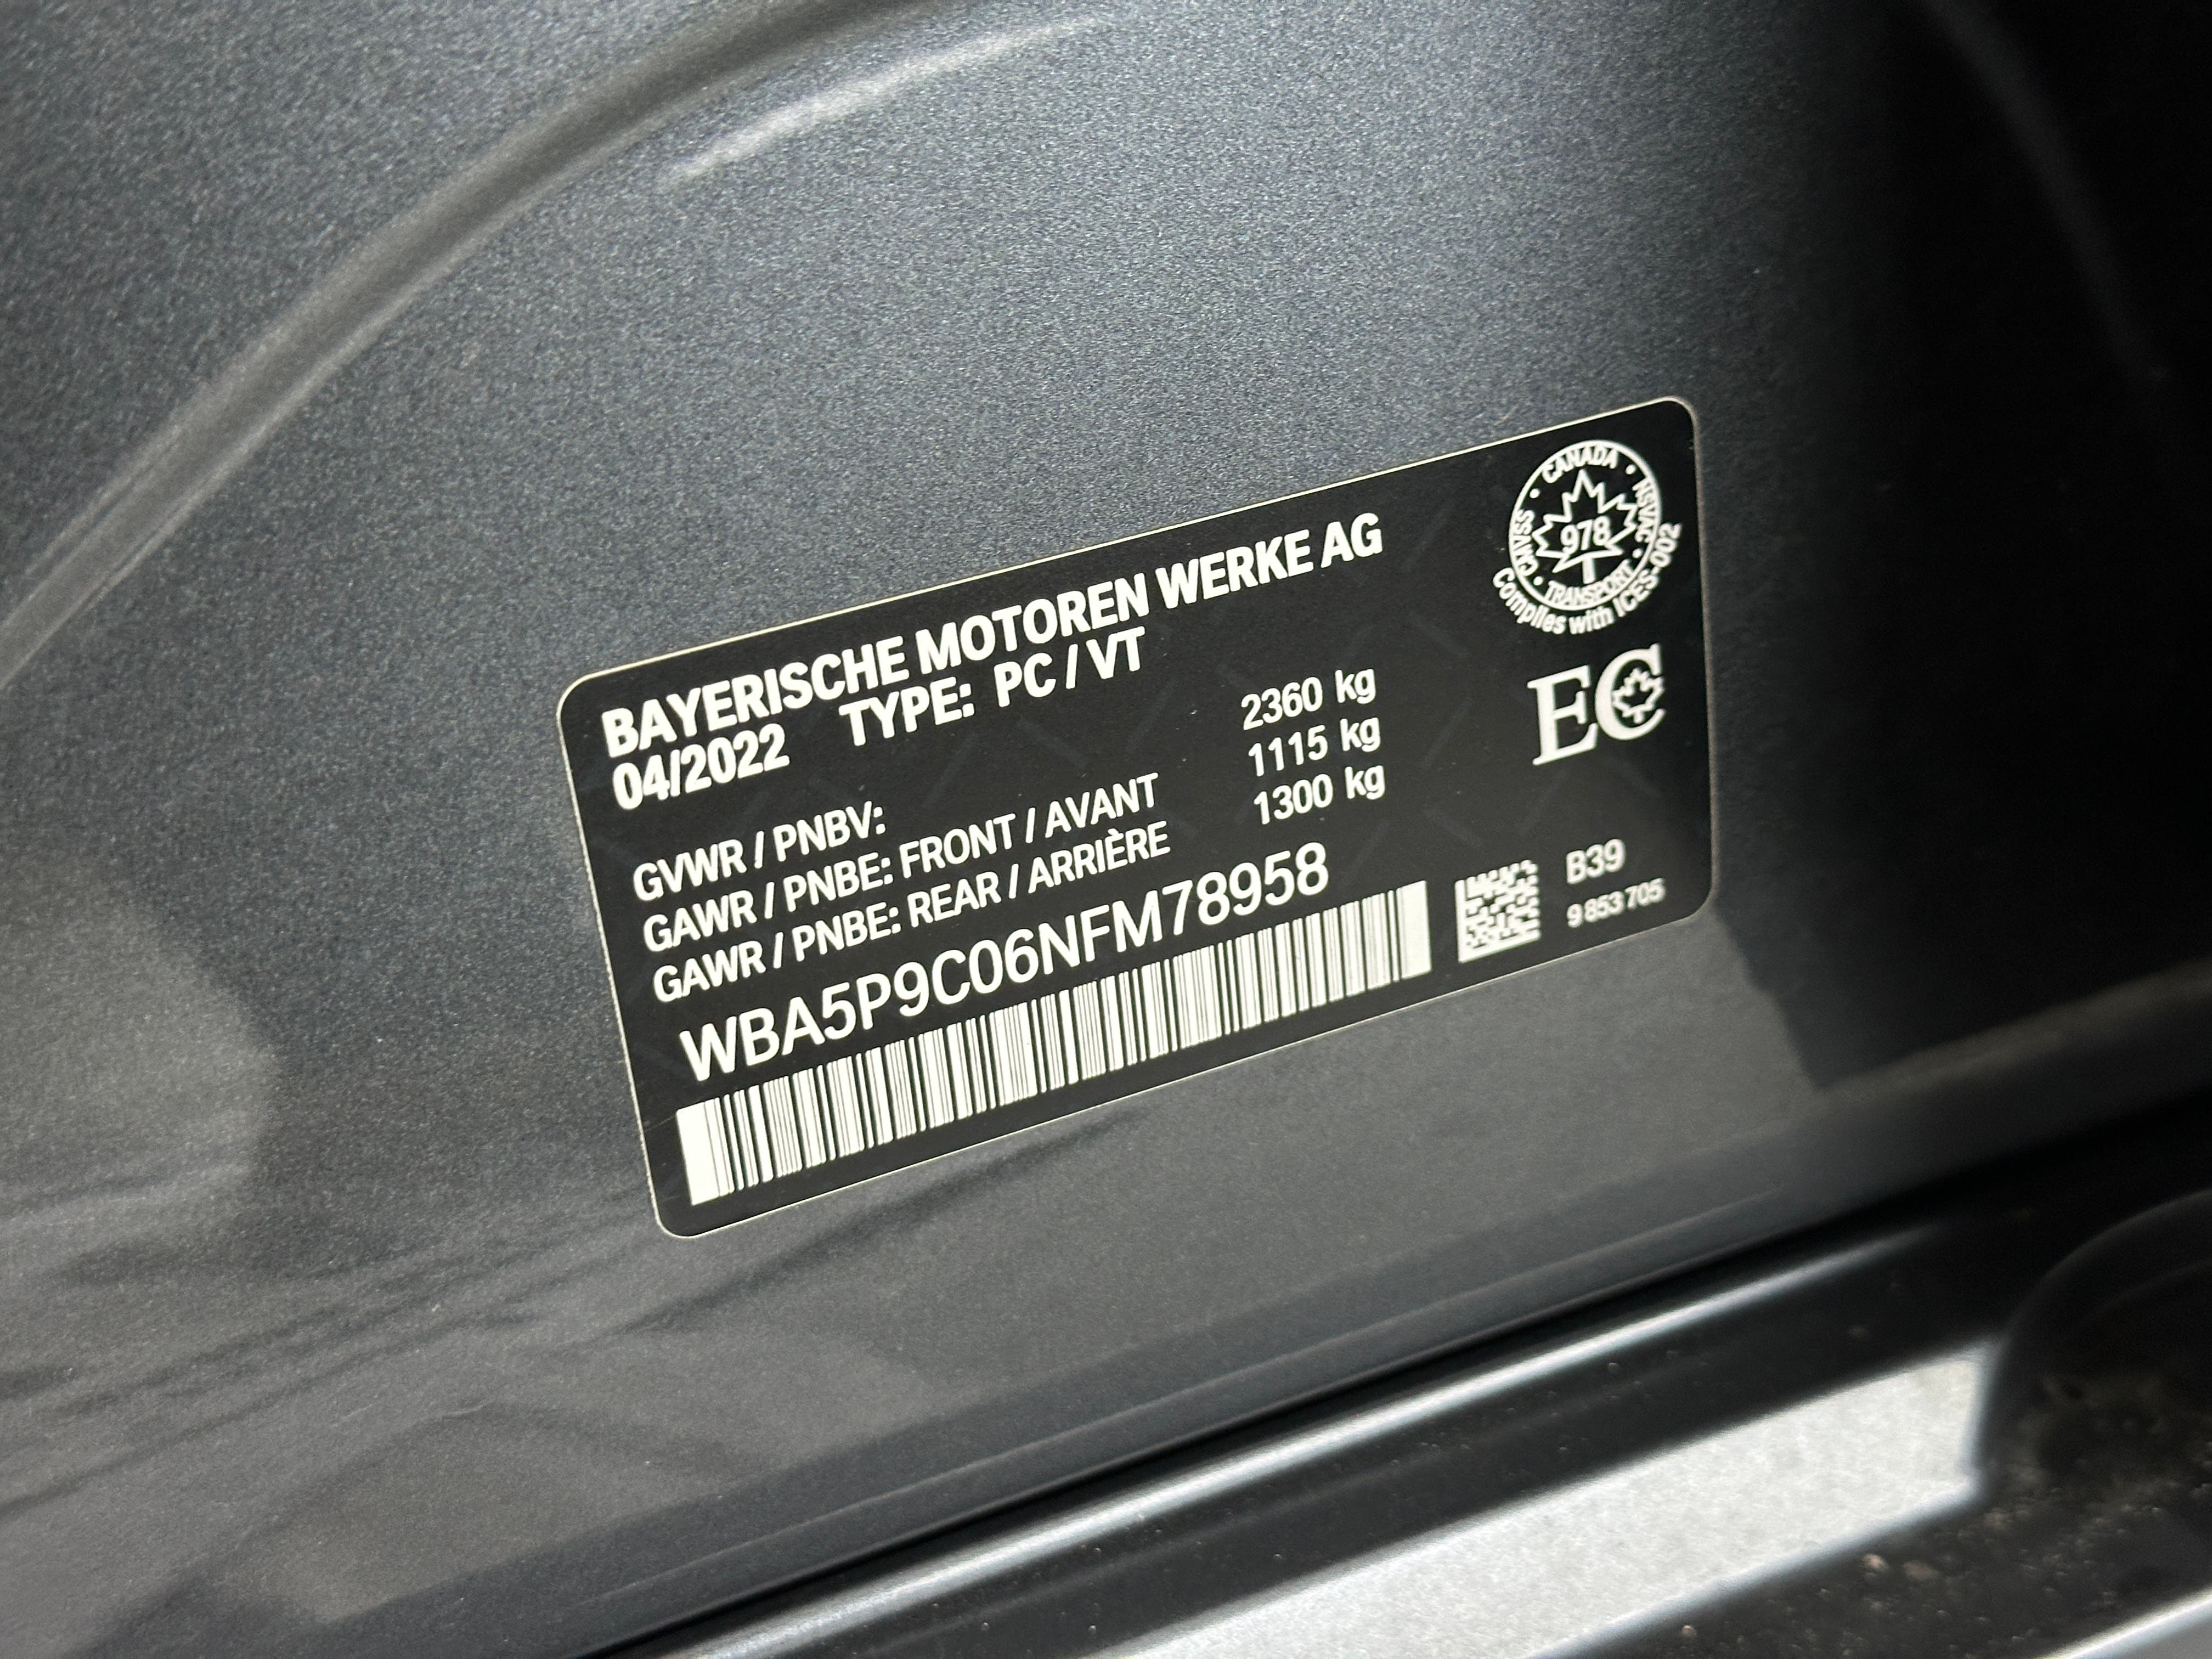 BAYERISCHE MOTOREN WERKE AG
04/2022 TYPE: PC / VT
GVWR / PNBV: 2360 kg
GAWR / PNBE: FRONT / AVANT 1115 kg
GAWR / PNBE: REAR / ARRIÈRE 1300 kg
WBA5P9C06NFM78958
CANADA
NSVAC
TRANSPORT
CMVSS
978
Complies with ICES-002
EC
B39
9 853 705